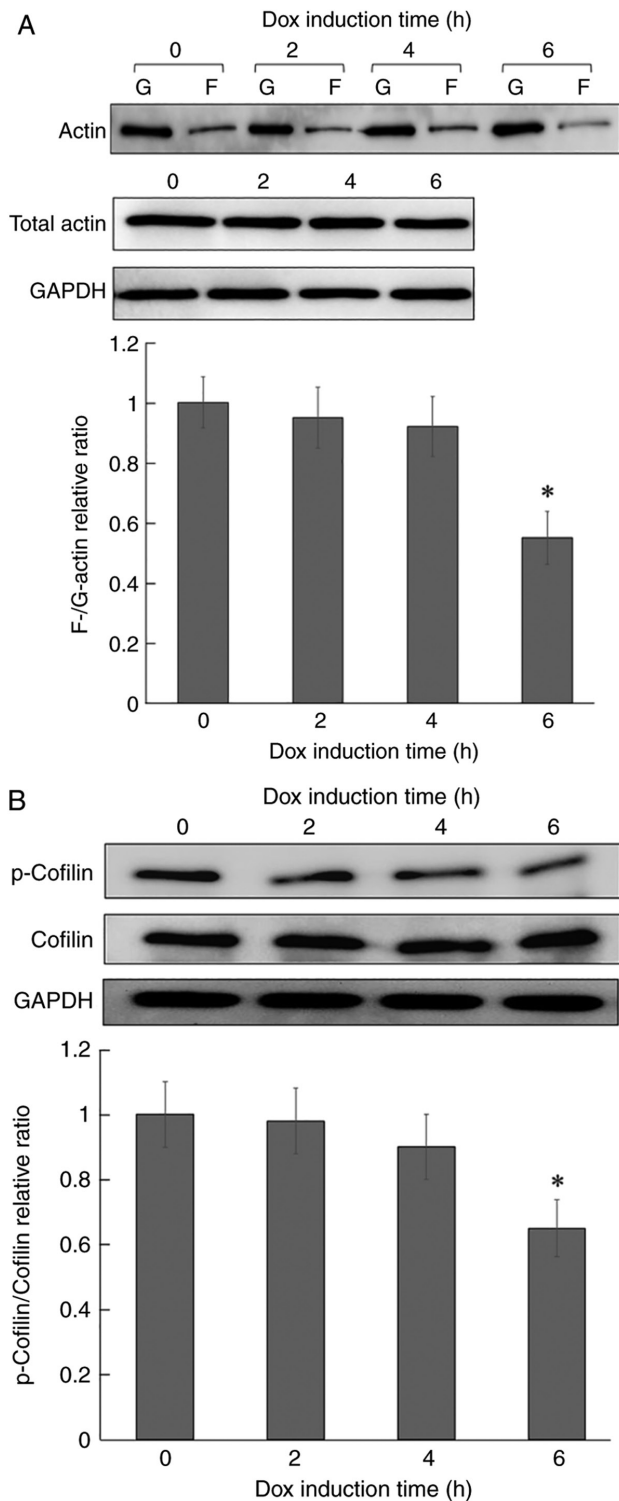 A
Dox induction time (h)
0 2 4 6
G F G F G F G F
Actin
0 2 4 6
Total actin
GAPDH
1.2
1
0.8
0.6
0.4
0.2
0
F-/G-actin relative ratio
*
0 2 4 6
Dox induction time (h)
B
Dox induction time (h)
0 2 4 6
p-Cofilin
Cofilin
GAPDH
1.2
1
0.8
0.6
0.4
0.2
0
p-Cofilin/Cofilin relative ratio
*
0 2 4 6
Dox induction time (h)